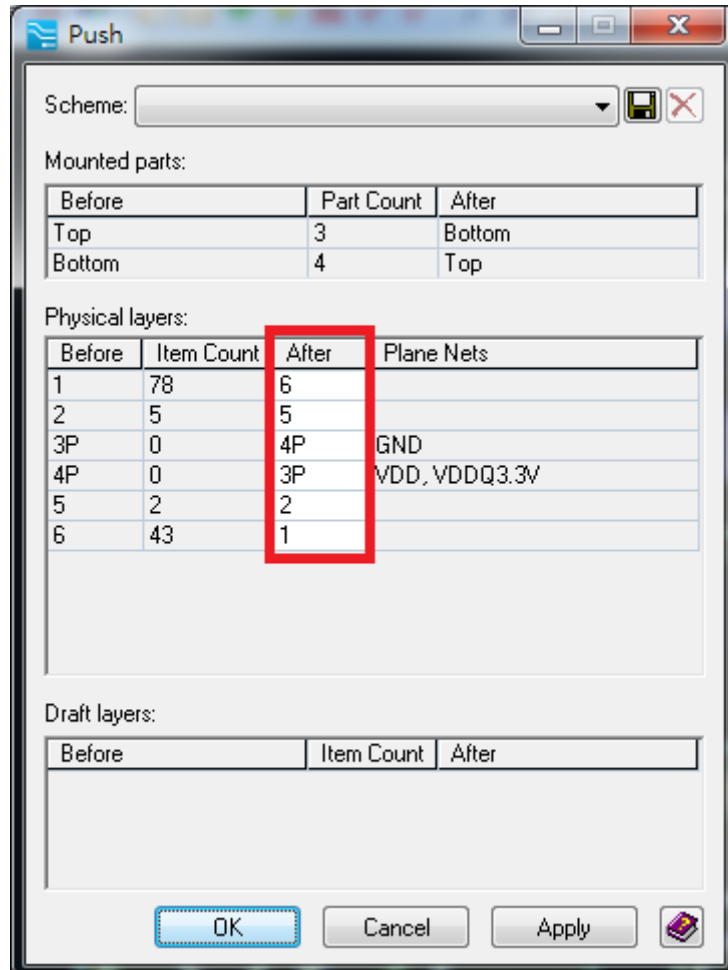 Push
Scheme:
Mounted parts:
Before Part Count After
Top 3 Bottom
Bottom 4 Top
Physical layers:
Before Item Count After Plane Nets
1 78 6
2 5 5
3P 0 4P GND
4P 0 3P VDD, VDDQ3.3V
5 2 2
6 43 1
Draft layers:
Before Item Count After
OK Cancel Apply